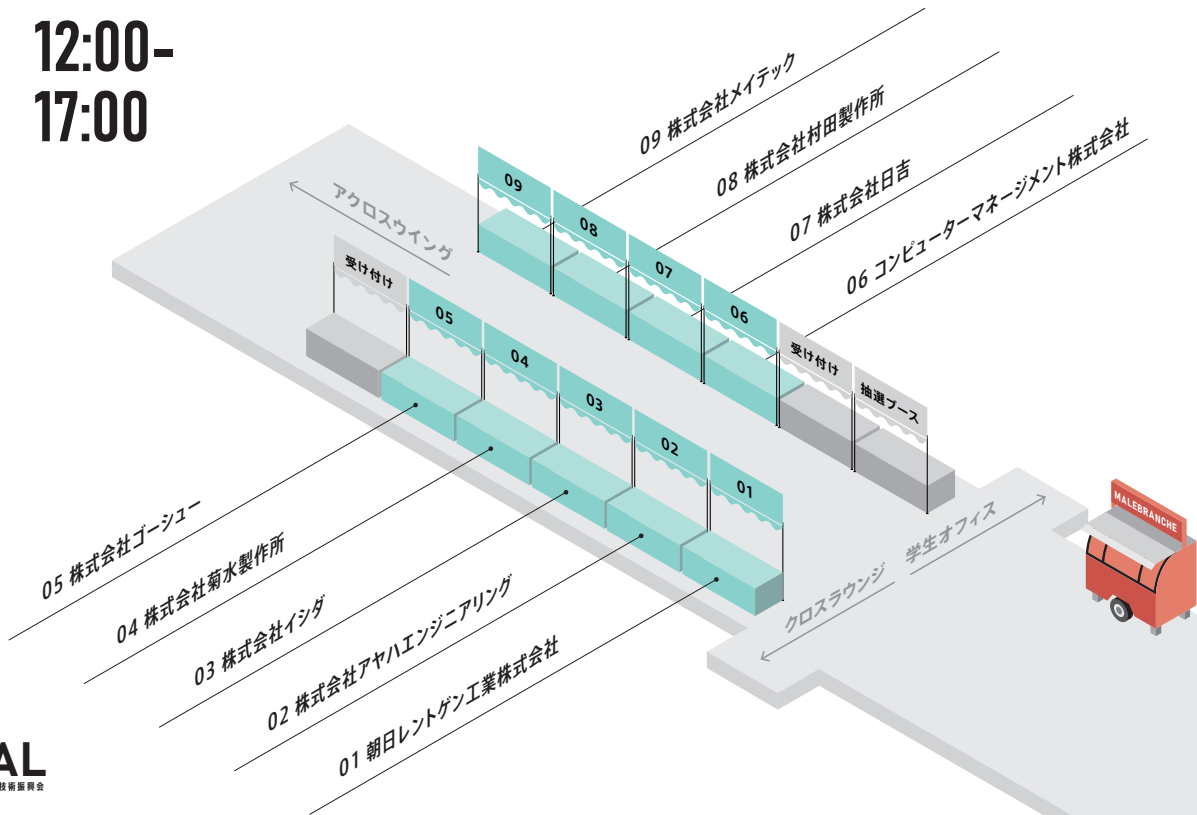 12:00-
17:00
09 株式会社メイテック
08 株式会社村田製作所
07 株式会社日吉
06 コンピューターマネージメント株式会社
アクロスウイング
09
08
07
06
受け付け
抽選ブース
受け付け
05
04
03
02
01
MALEBRANCHE
学生オフィス
クロスラウンジ
05 株式会社ゴーシュー
04 株式会社菊水製作所
03 株式会社イシダ
02 株式会社アヤハエンジニアリング
01 朝日レントゲン工業株式会社
AL
技術振興会